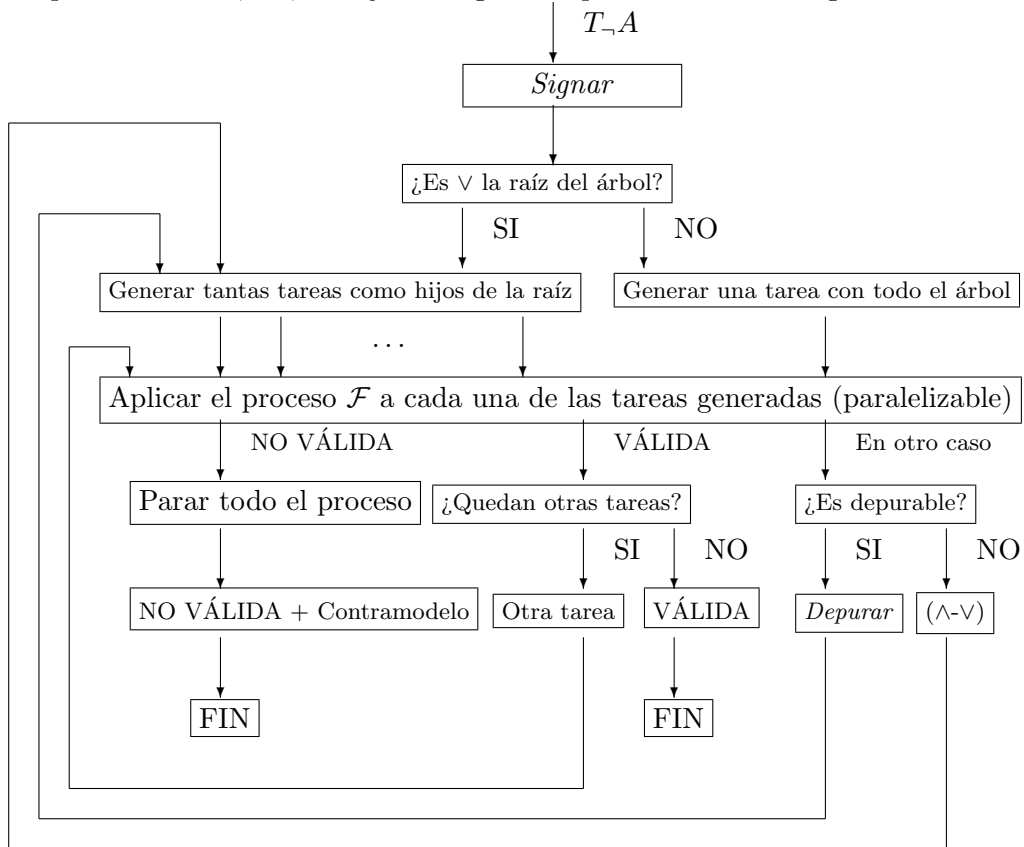 T¬A
Signar
¿Es ∨ la raíz del árbol?
SI
NO
Generar tantas tareas como hijos de la raíz
Generar una tarea con todo el árbol
...
Aplicar el proceso ℱ a cada una de las tareas generadas (paralelizable)
NO VÁLIDA
VÁLIDA
En otro caso
Parar todo el proceso
¿Quedan otras tareas?
¿Es depurable?
SI
NO
SI
NO
NO VÁLIDA + Contramodelo
Otra tarea
VÁLIDA
Depurar
(∧-∨)
FIN
FIN